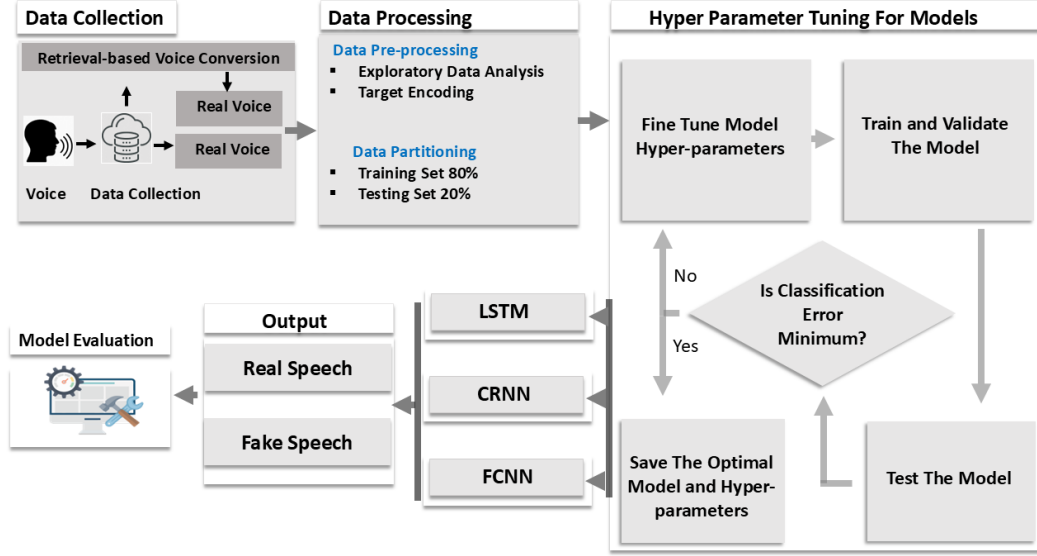 Data Collection
Retrieval-based Voice Conversion
Real Voice
Real Voice
Voice
Data Collection
Data Processing
Data Pre-processing
▪ Exploratory Data Analysis
▪ Target Encoding
Data Partitioning
▪ Training Set 80%
▪ Testing Set 20%
Hyper Parameter Tuning For Models
Fine Tune Model
Hyper-parameters
Train and Validate
The Model
No
Yes
Is Classification
Error
Minimum?
Save The Optimal
Model and Hyper-
parameters
Test The Model
LSTM
CRNN
FCNN
Output
Real Speech
Fake Speech
Model Evaluation